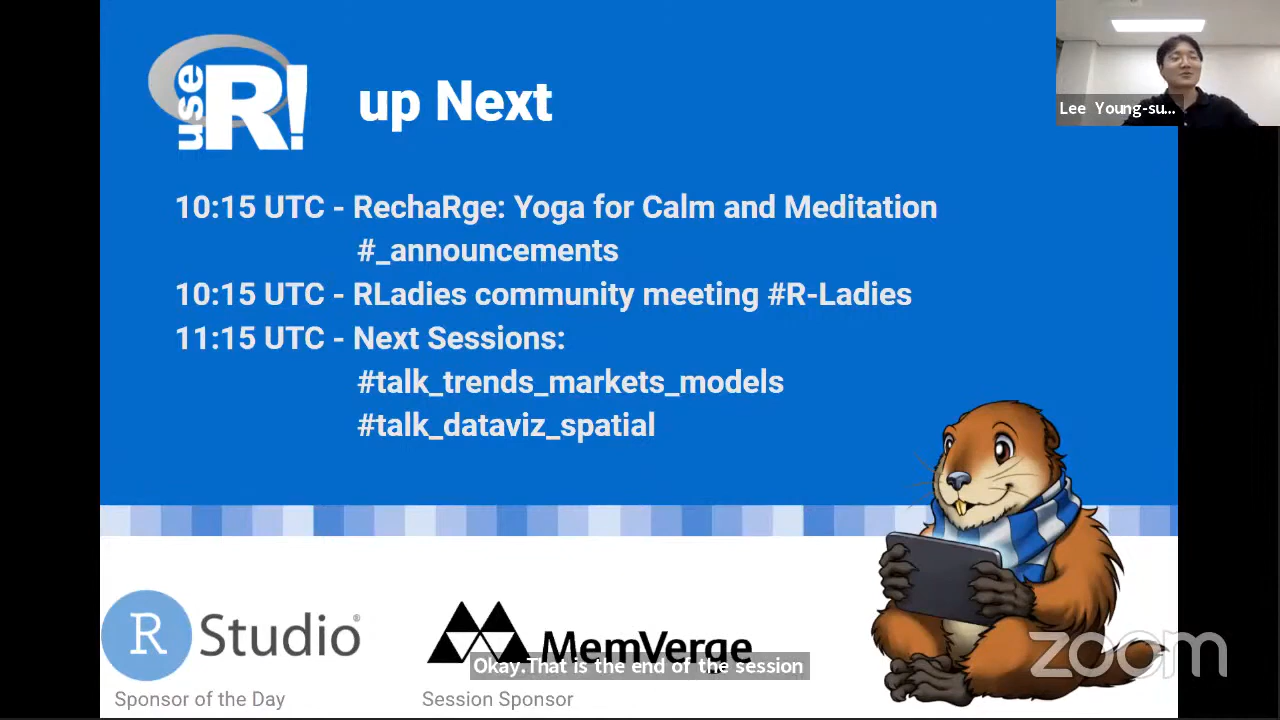 use R!
up Next
Lee Young-su...
10:15 UTC - RechaRge: Yoga for Calm and Meditation
#_announcements
10:15 UTC - RLadies community meeting #R-Ladies
11:15 UTC - Next Sessions:
#talk_trends_markets_models
#talk_dataviz_spatial
R Studio®
MemVerge
Okay.That is the end of the session
Sponsor of the Day
Session Sponsor
zoom